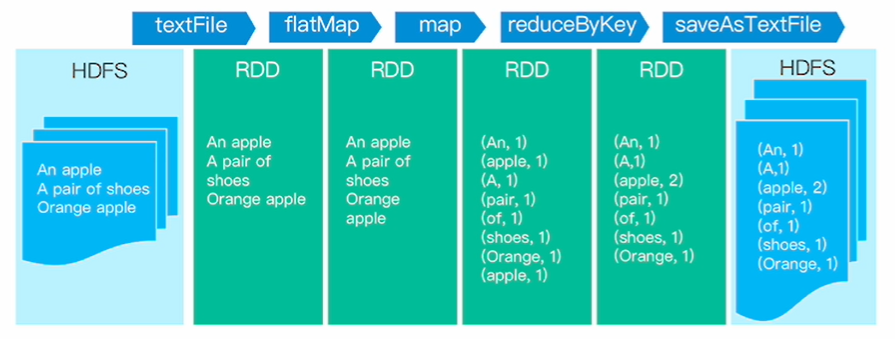 textFile
flatMap
map
reduceByKey
saveAsTextFile
HDFS
An apple
A pair of shoes
Orange apple
RDD
An apple
A pair of
shoes
Orange apple
RDD
An apple
A pair of
shoes
Orange
apple
RDD
(An, 1)
(apple, 1)
(A, 1)
(pair, 1)
(of, 1)
(shoes, 1)
(Orange, 1)
(apple, 1)
RDD
(An, 1)
(A,1)
(apple, 2)
(pair, 1)
(of, 1)
(shoes, 1)
(Orange, 1)
HDFS
(An, 1)
(A,1)
(apple, 2)
(pair, 1)
(of, 1)
(shoes, 1)
(Orange, 1)